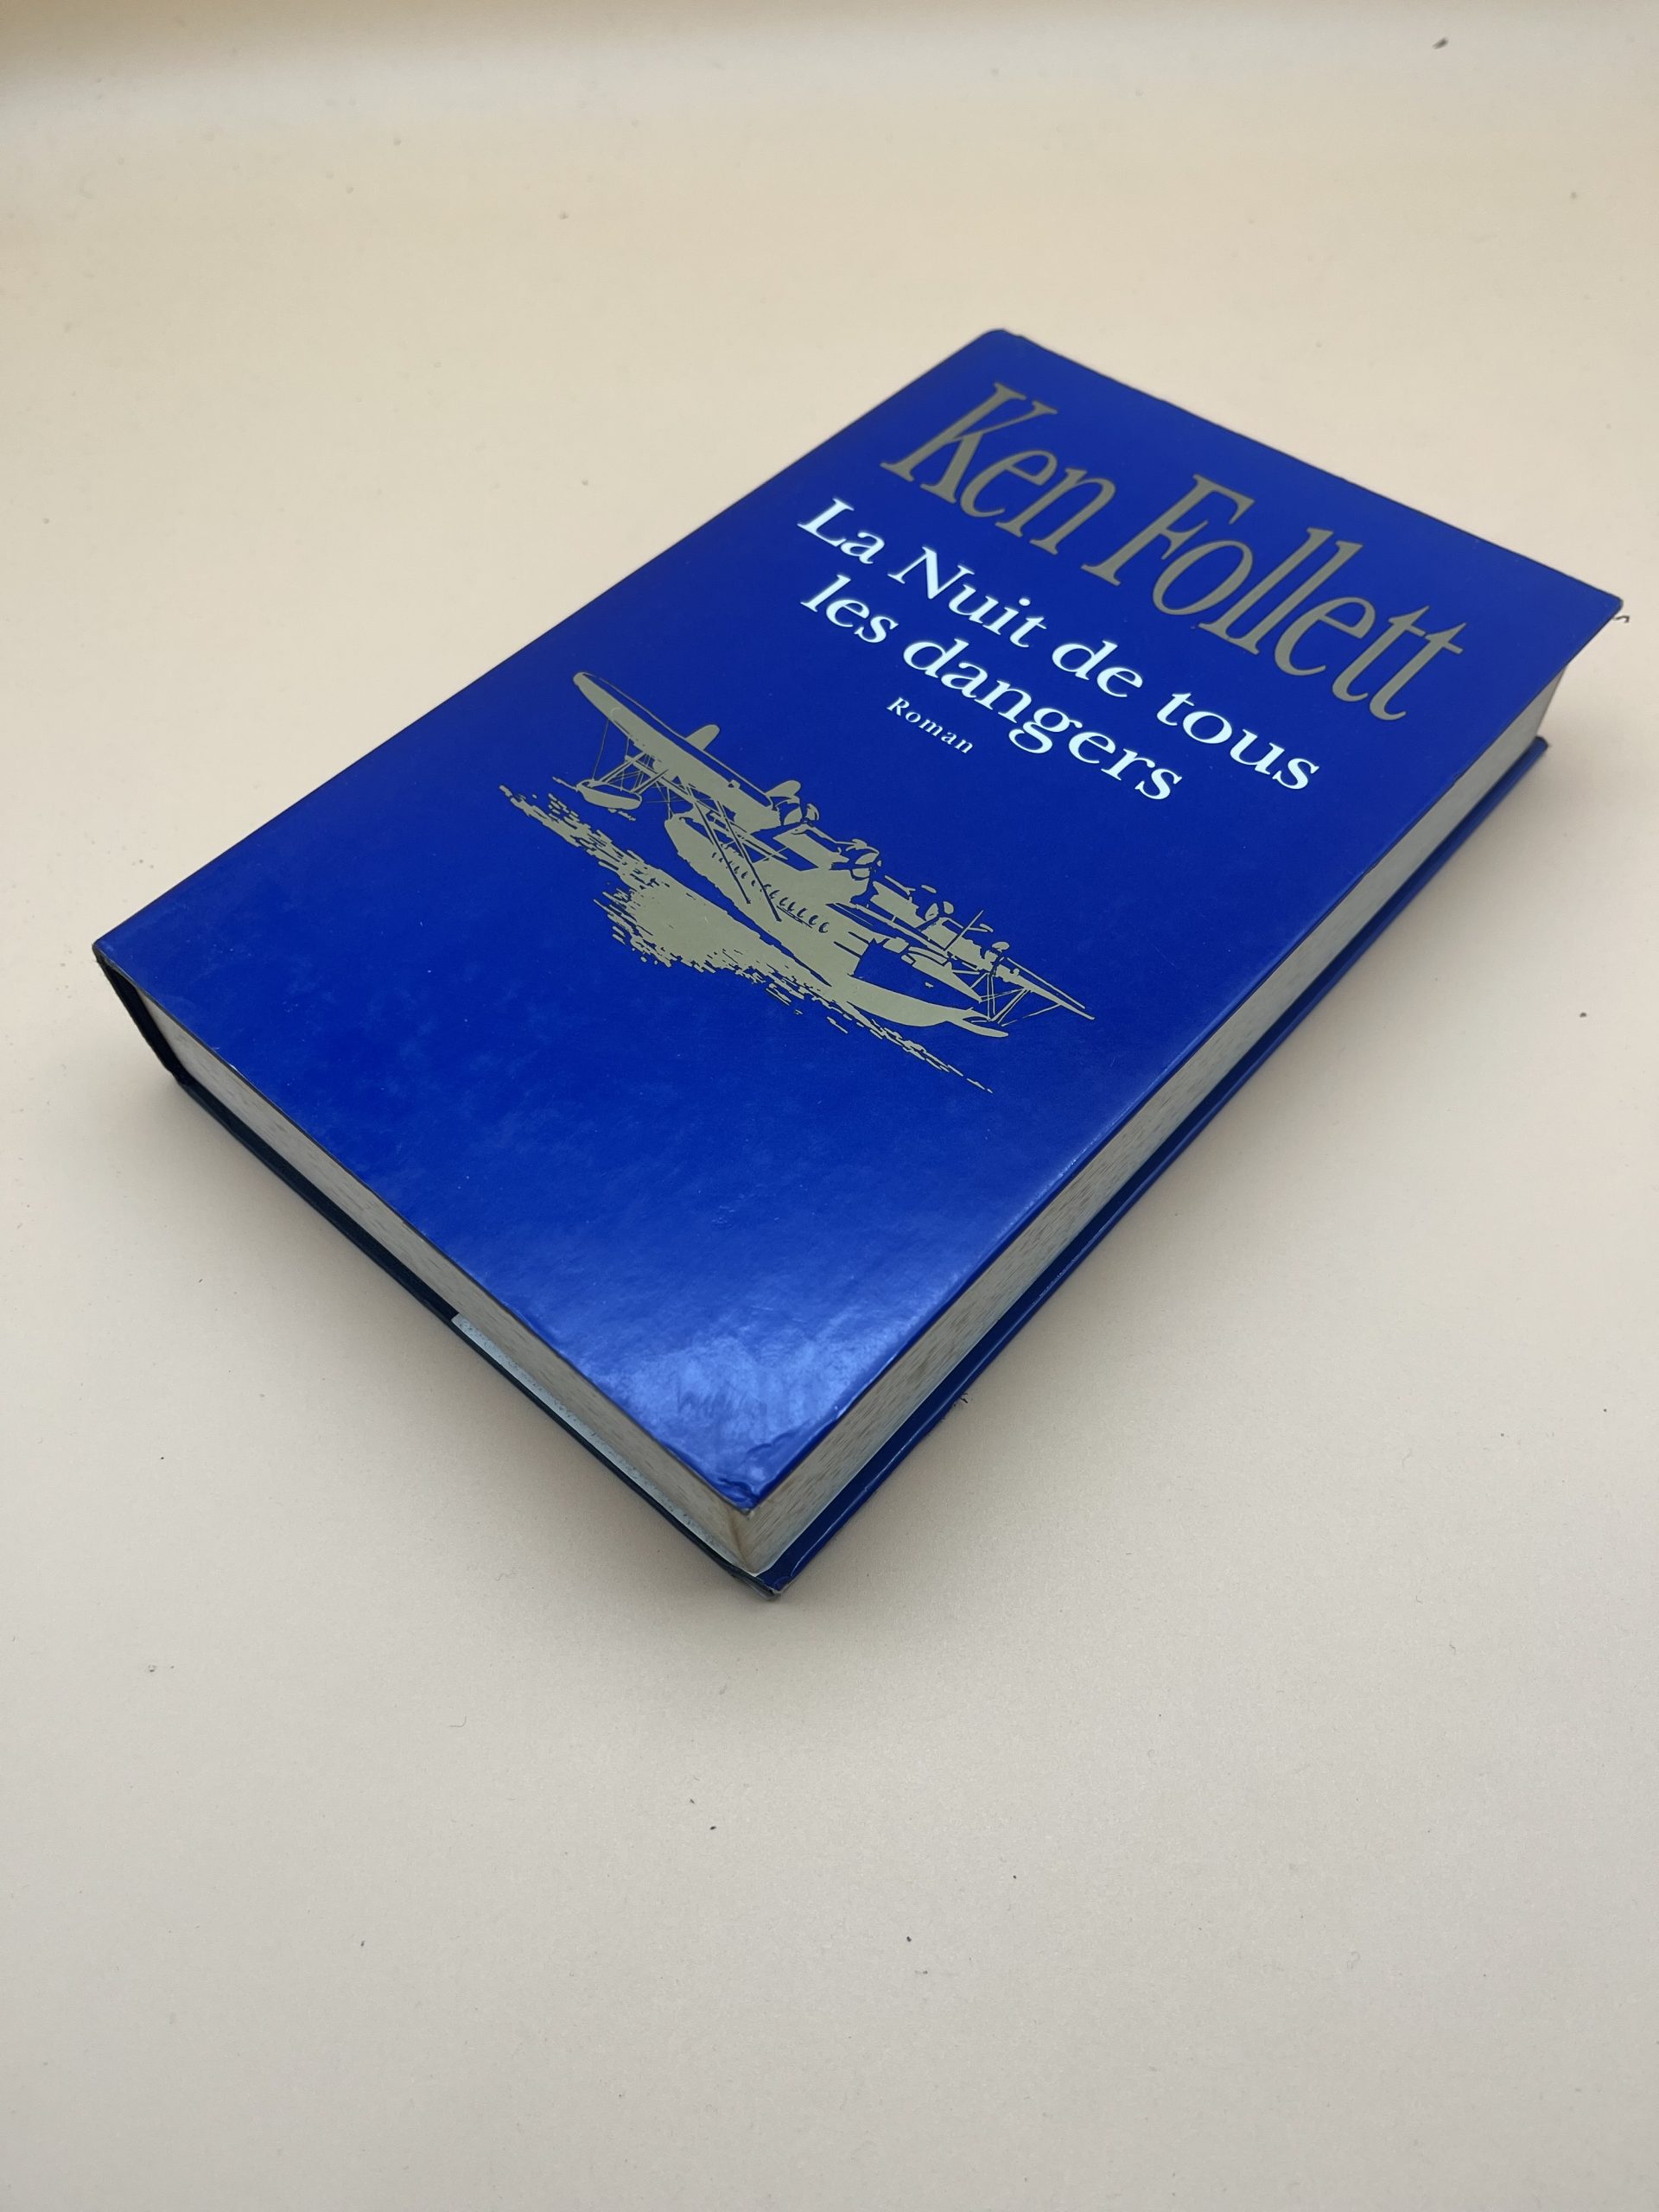 Ken Follett
La Nuit de tous
les dangers
Roman